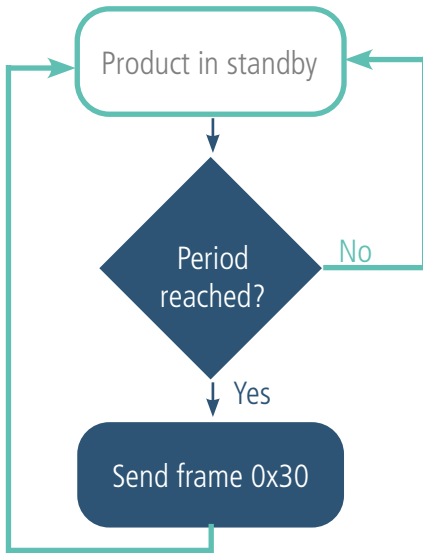 Product in standby
Period
reached?
No
Yes
Send frame 0x30